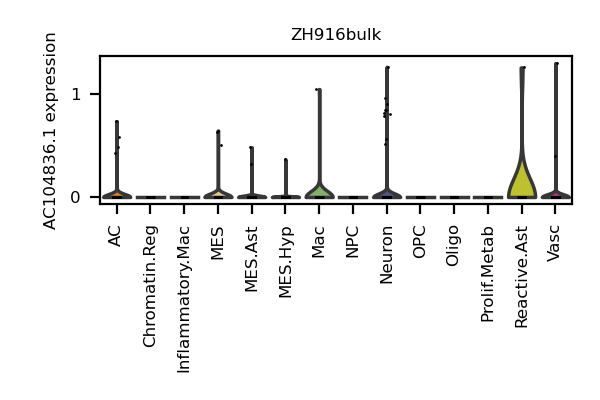 ZH916bulk
AC104836.1 expression
1
0
AC
Chromatin.Reg
Inflammatory.Mac
MES
MES.Ast
MES.Hyp
Mac
NPC
Neuron
OPC
Oligo
Prolif.Metab
Reactive.Ast
Vasc